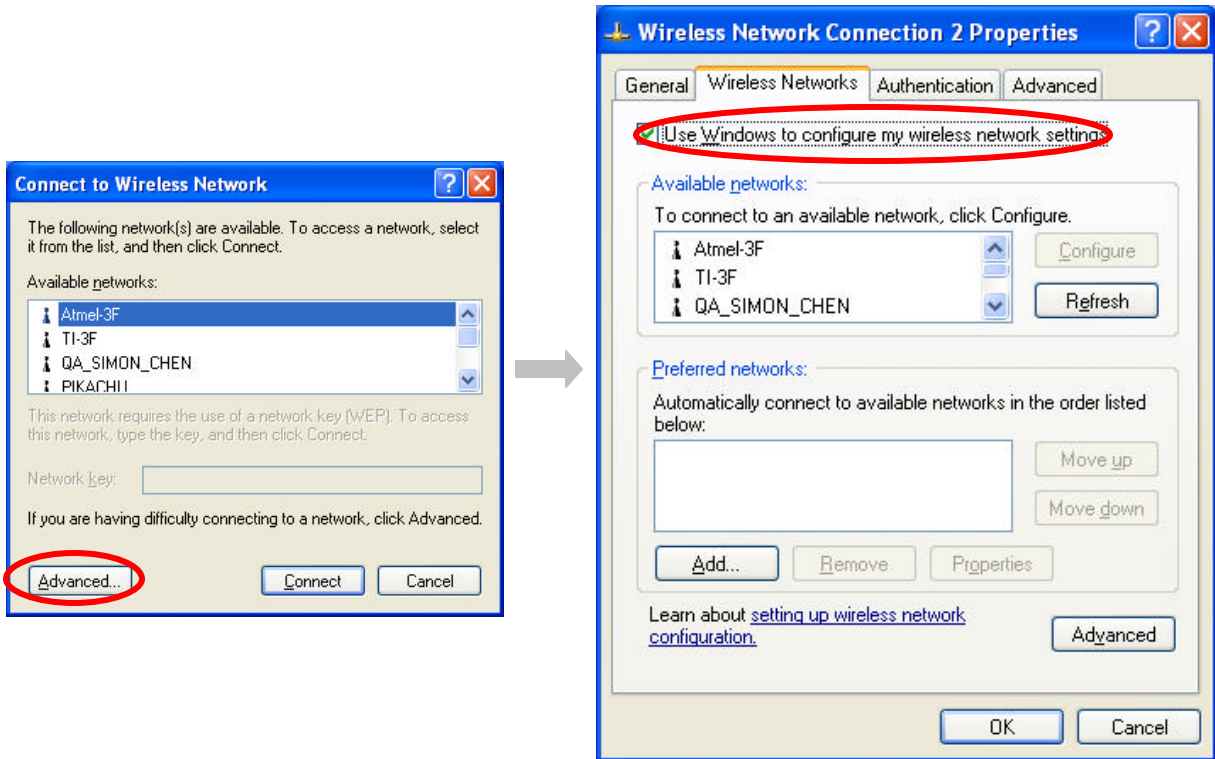 Connect to Wireless Network
The following network(s) are available. To access a network, select
it from the list, and then click Connect.
Available networks:
Atmel-3F
TI-3F
QA_SIMON_CHEN
PIKACHU
This network requires the use of a network key (WEP). To access
this network, type the key, and then click Connect.
Network key:
If you are having difficulty connecting to a network, click Advanced.
Advanced...
Connect
Cancel
Wireless Network Connection 2 Properties
General
Wireless Networks
Authentication
Advanced
Use Windows to configure my wireless network settings
Available networks:
To connect to an available network, click Configure.
Atmel-3F
TI-3F
QA_SIMON_CHEN
Configure
Refresh
Preferred networks:
Automatically connect to available networks in the order listed
below:
Move up
Move down
Add...
Remove
Properties
Learn about setting up wireless network
configuration.
Advanced
OK
Cancel